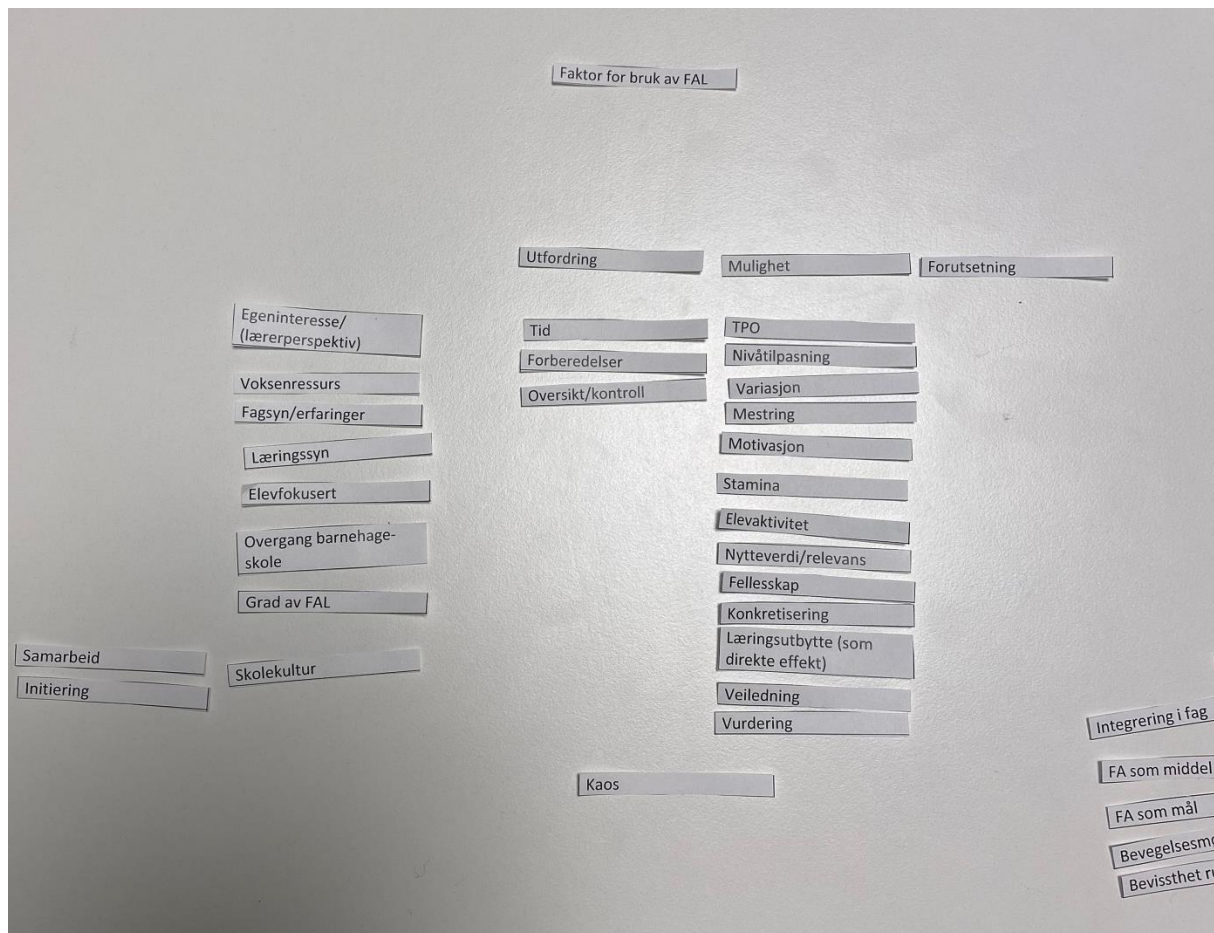 Faktor for bruk av FAL
Utfordring
Mulighet
Forutsetning
Egeninteresse/
(lærerperspektiv)
Voksenressurs
Fagsyn/erfaringer
Læringssyn
Elevfokusert
Overgang barnehage-
skole
Grad av FAL
Skolekultur
Samarbeid
Initiering
Tid
Forberedelser
Oversikt/kontroll
TPO
Nivåtilpasning
Variasjon
Mestring
Motivasjon
Stamina
Elevaktivitet
Nytteverdi/relevans
Fellesskap
Konkretisering
Læringsutbytte (som
direkte effekt)
Veiledning
Vurdering
Kaos
Integrering i fag
FA som middel
FA som mål
Bevissthet